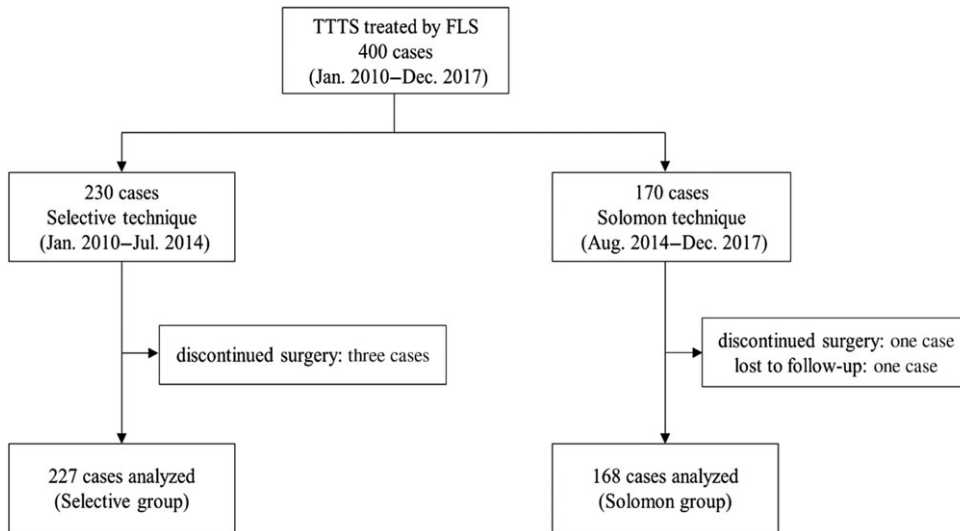 TTTS treated by FLS
400 cases
(Jan. 2010–Dec. 2017)
230 cases
Selective technique
(Jan. 2010–Jul. 2014)
170 cases
Solomon technique
(Aug. 2014–Dec. 2017)
discontinued surgery: three cases
discontinued surgery: one case
lost to follow-up: one case
227 cases analyzed
(Selective group)
168 cases analyzed
(Solomon group)